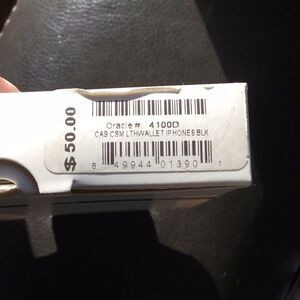 $50.00
Oracle #: 4100D
CAS CSM LTHWALLET IPHONE6 BLK
8 49944 01390 1